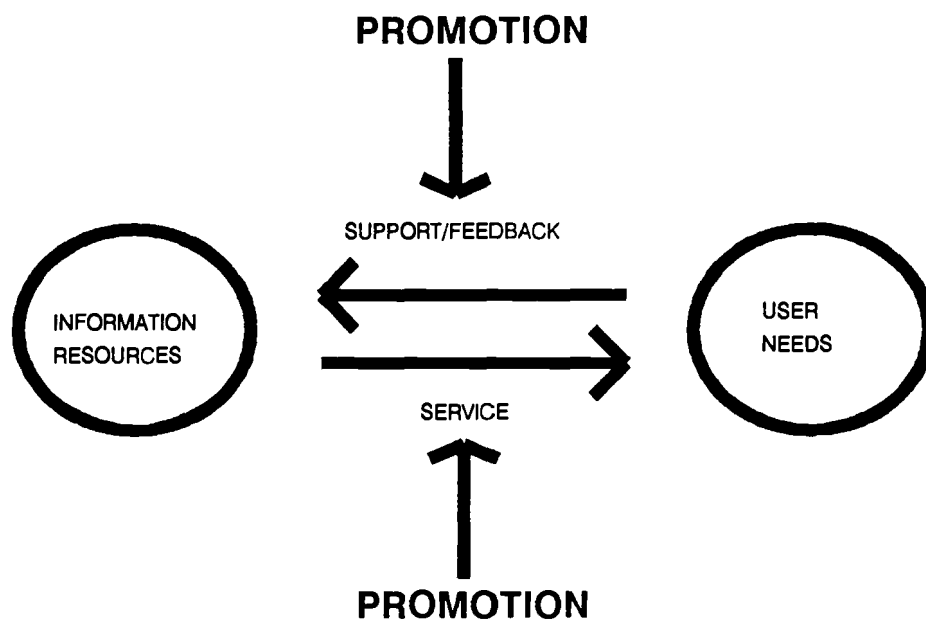 PROMOTION
SUPPORT/FEEDBACK
INFORMATION
RESOURCES
USER
NEEDS
SERVICE
PROMOTION